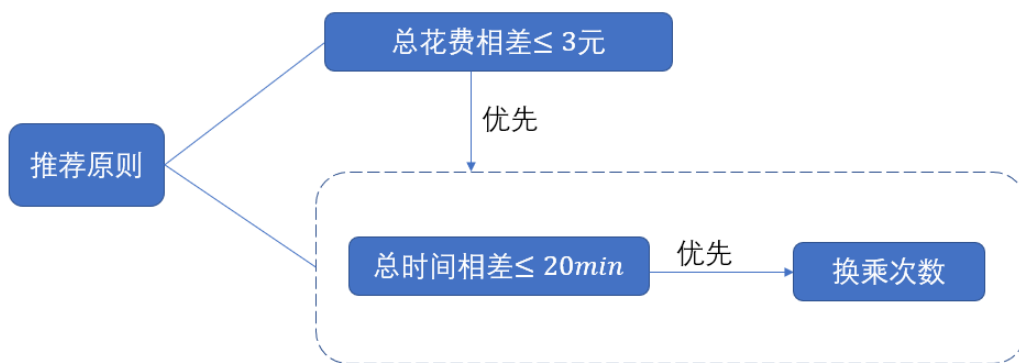 总花费相差≤ 3元
优先
推荐原则
总时间相差≤ 20min
优先
换乘次数